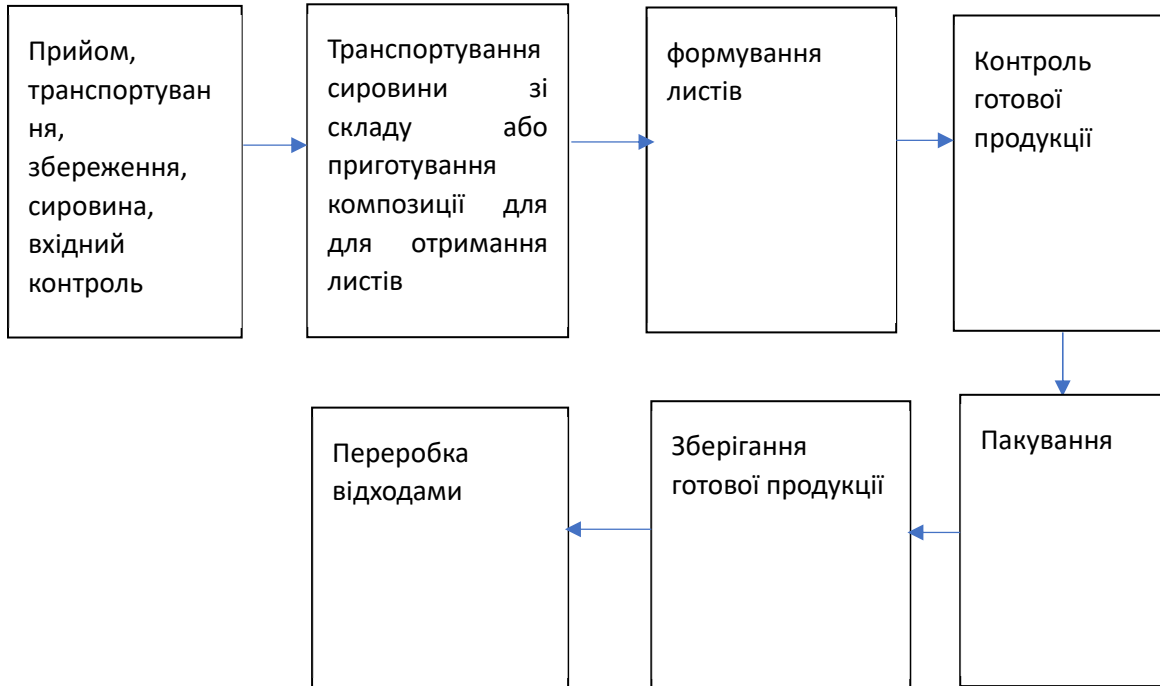 Прийом,
транспортуван
ня,
збереження,
сировина,
вхідний
контроль
Транспортування
сировини зі
складу або
приготування
композиції для
для отримання
листів
формування
листів
Контроль
готової
продукції
Переробка
відходами
Зберігання
готової продукції
Пакування